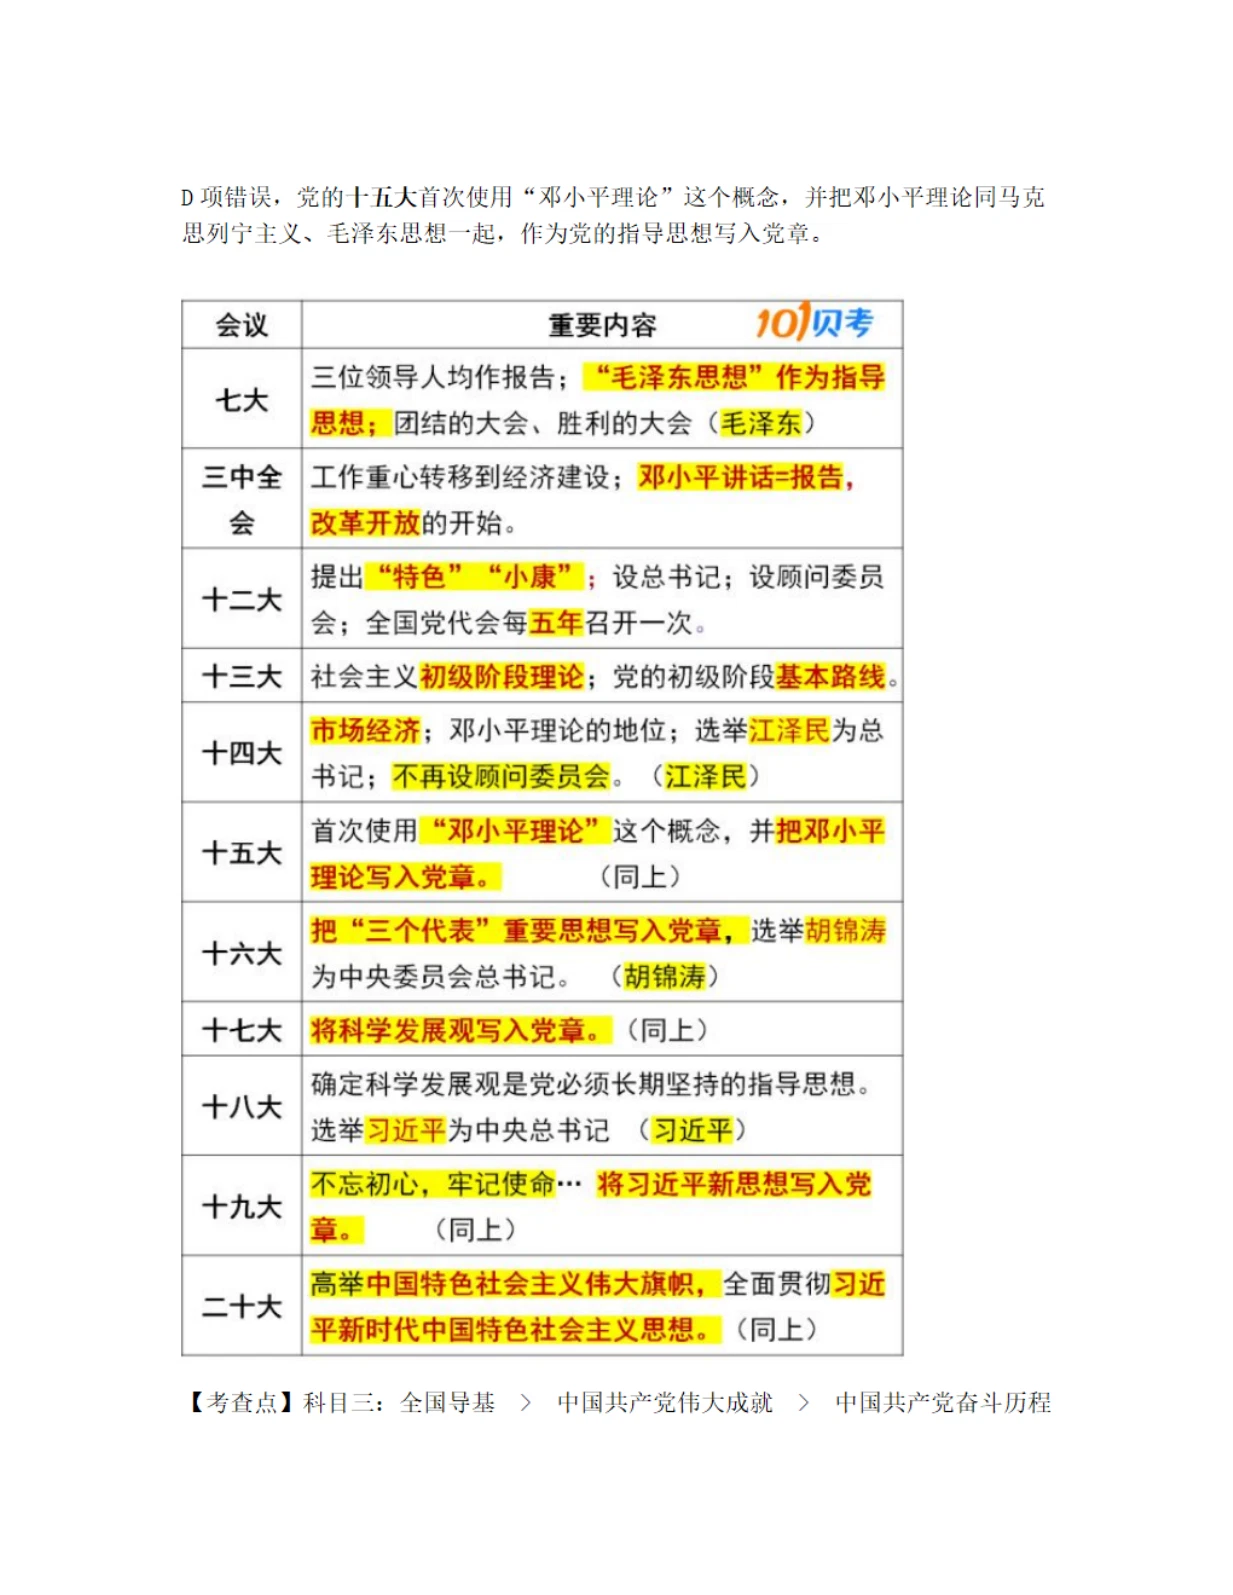 D 项错误，党的十五大首次使用“邓小平理论”这个概念，并把邓小平理论同马克
思列宁主义、毛泽东思想一起，作为党的指导思想写入党章。
会议 重要内容 101贝考
七大 三位领导人均作报告；“毛泽东思想”作为指导
思想；团结的大会、胜利的大会（毛泽东）
三中全
会
工作重心转移到经济建设；邓小平讲话=报告，
改革开放的开始。
十二大 提出“特色”“小康”；设总书记；设顾问委员
会；全国党代会每五年召开一次。
十三大 社会主义初级阶段理论；党的初级阶段基本路线。
十四大 市场经济；邓小平理论的地位；选举江泽民为总
书记；不再设顾问委员会。（江泽民）
十五大 首次使用“邓小平理论”这个概念，并把邓小平
理论写入党章。 （同上）
十六大 把“三个代表”重要思想写入党章，选举胡锦涛
为中央委员会总书记。 （胡锦涛）
十七大 将科学发展观写入党章。（同上）
十八大 确定科学发展观是党必须长期坚持的指导思想。
选举习近平为中央总书记 （习近平）
十九大 不忘初心，牢记使命… 将习近平新思想写入党
章。 （同上）
二十大 高举中国特色社会主义伟大旗帜，全面贯彻习近
平新时代中国特色社会主义思想。（同上）
【考查点】科目三：全国导基 > 中国共产党伟大成就 > 中国共产党奋斗历程